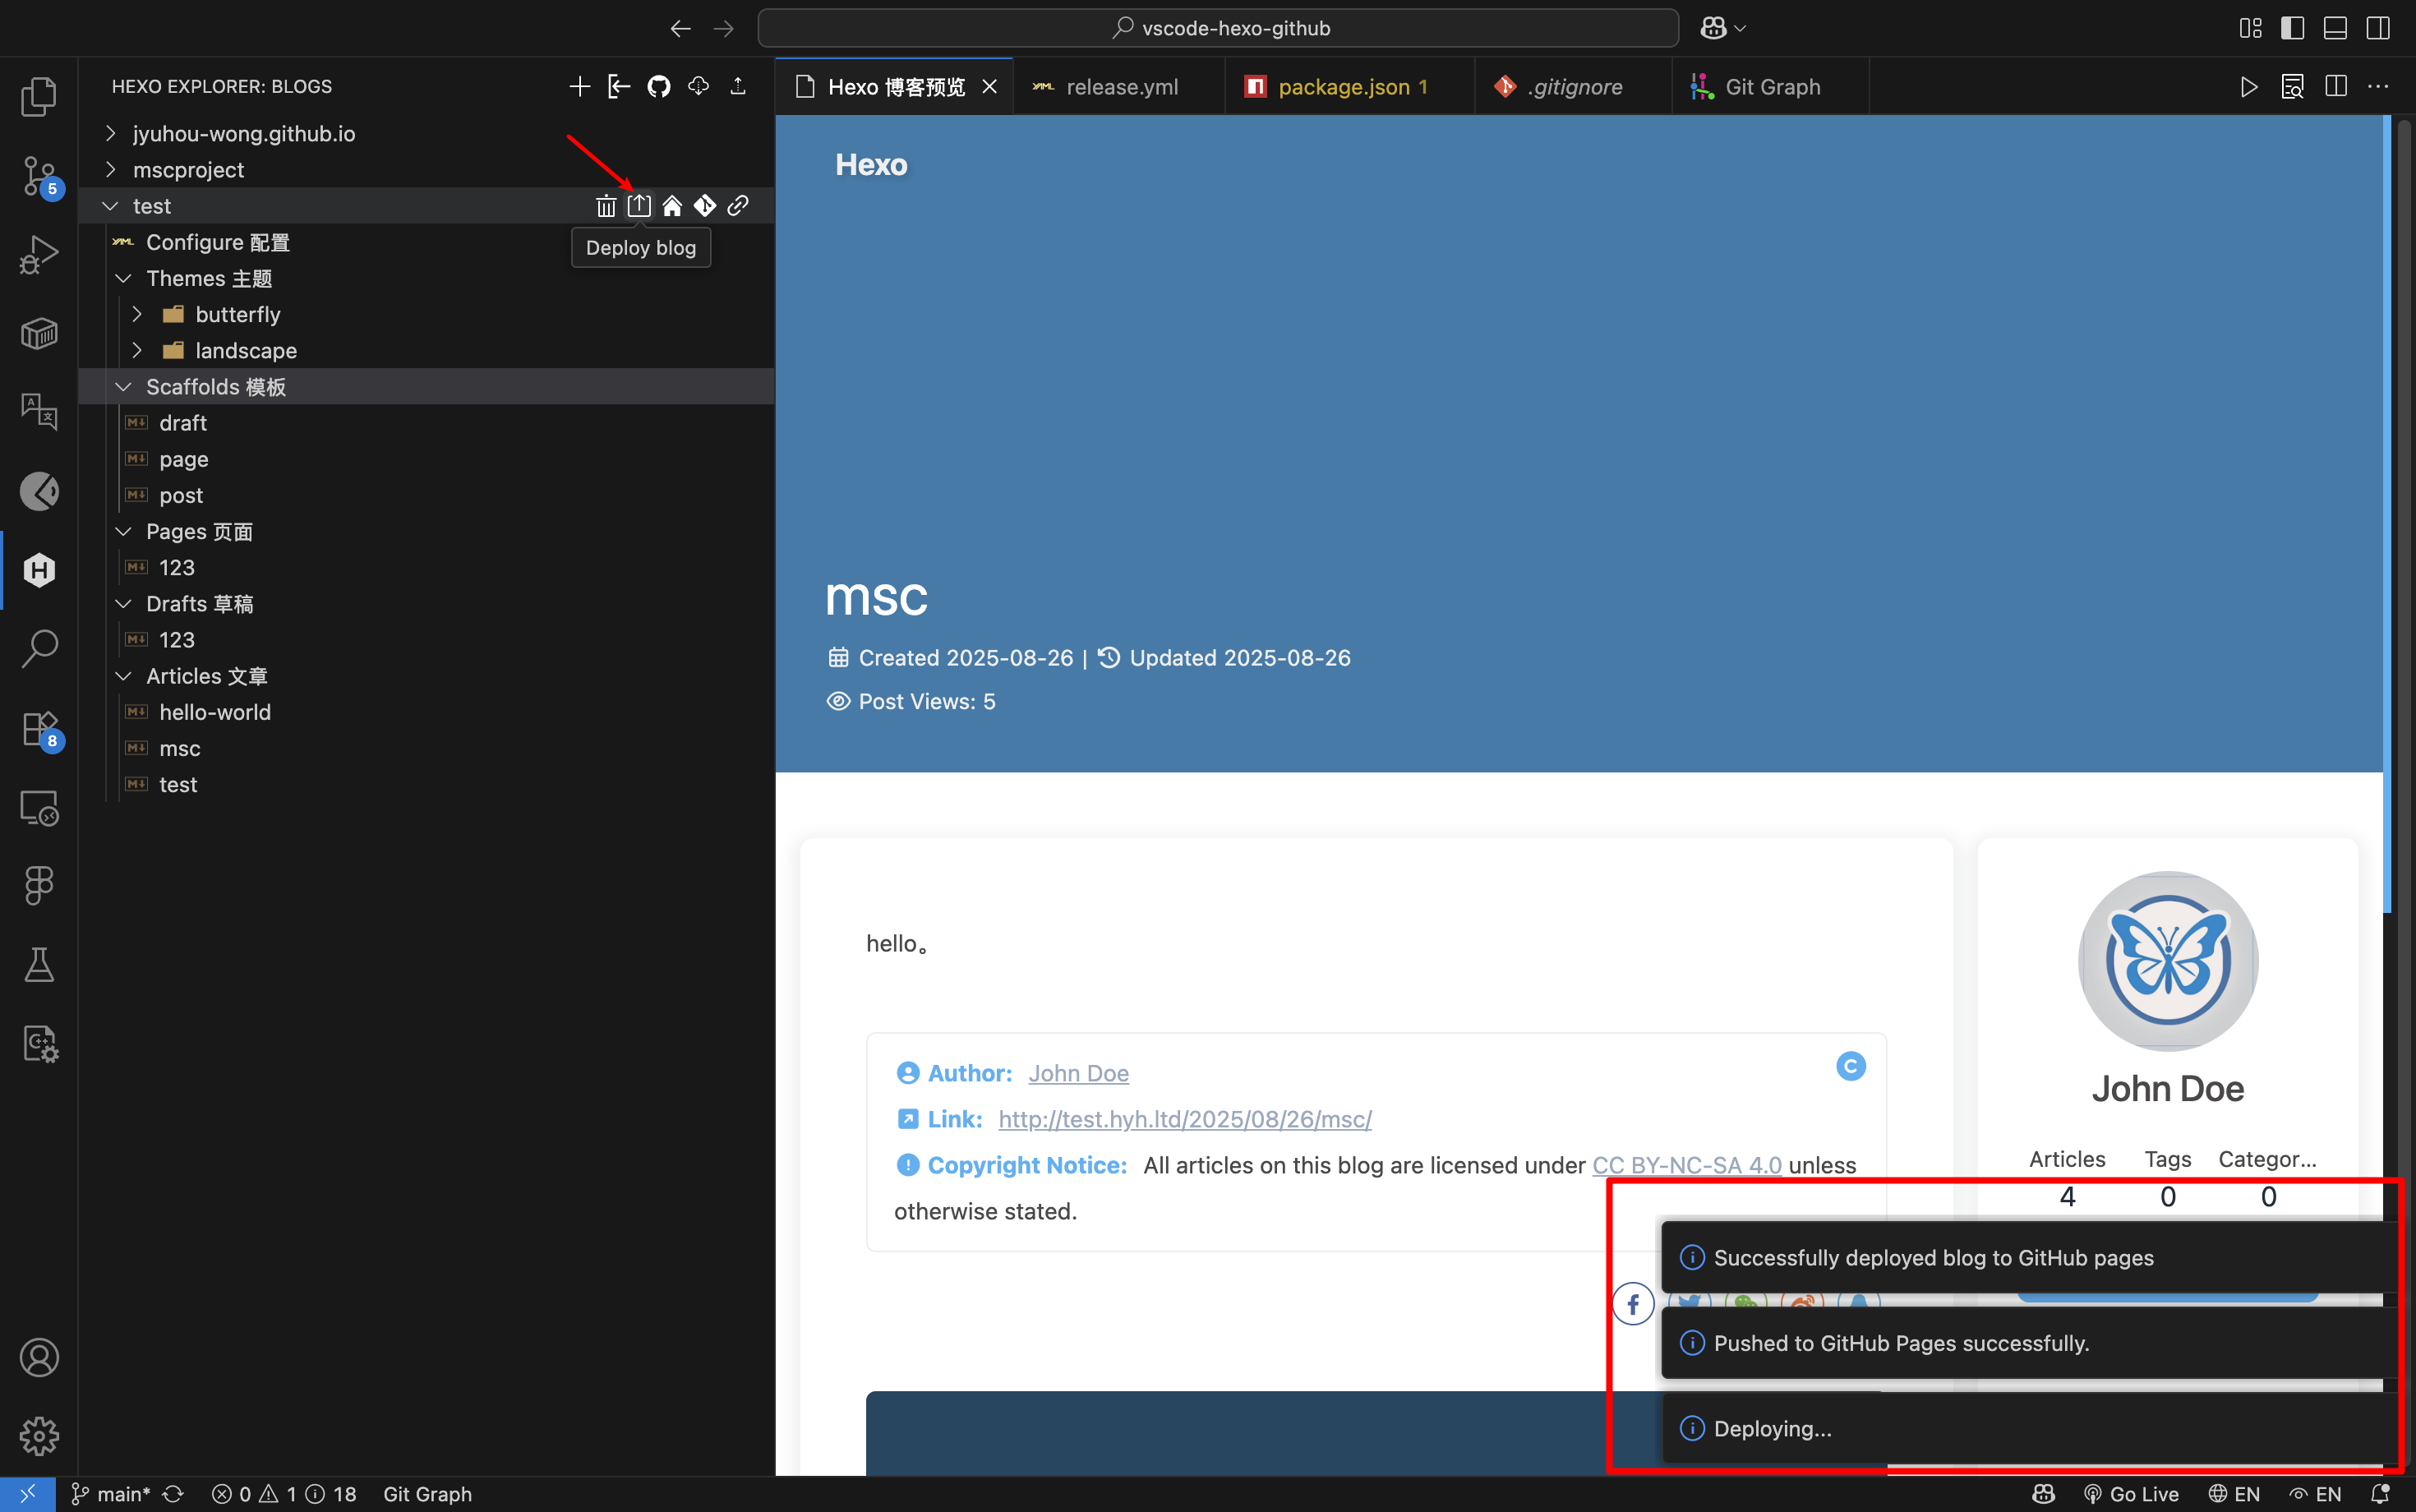 vscode-hexo-github
HEXO EXPLORER: BLOGS
jyuhou-wong.github.io
mscproject
test
Deploy blog
Configure 配置
Themes 主题
butterfly
landscape
Scaffolds 模板
draft
page
post
Pages 页面
123
Drafts 草稿
123
Articles 文章
hello-world
msc
test
5
8
Hexo 博客预览
release.yml
package.json 1
.gitignore
Git Graph
Hexo
msc
Created 2025-08-26 | Updated 2025-08-26
Post Views: 5
hello。
Author: John Doe
Link: http://test.hyh.ltd/2025/08/26/msc/
Copyright Notice: All articles on this blog are licensed under CC BY-NC-SA 4.0 unless
otherwise stated.
John Doe
Articles Tags Categor...
4 0 0
Successfully deployed blog to GitHub pages
Pushed to GitHub Pages successfully.
Deploying...
main* 0 1 18 Git Graph
Go Live EN EN